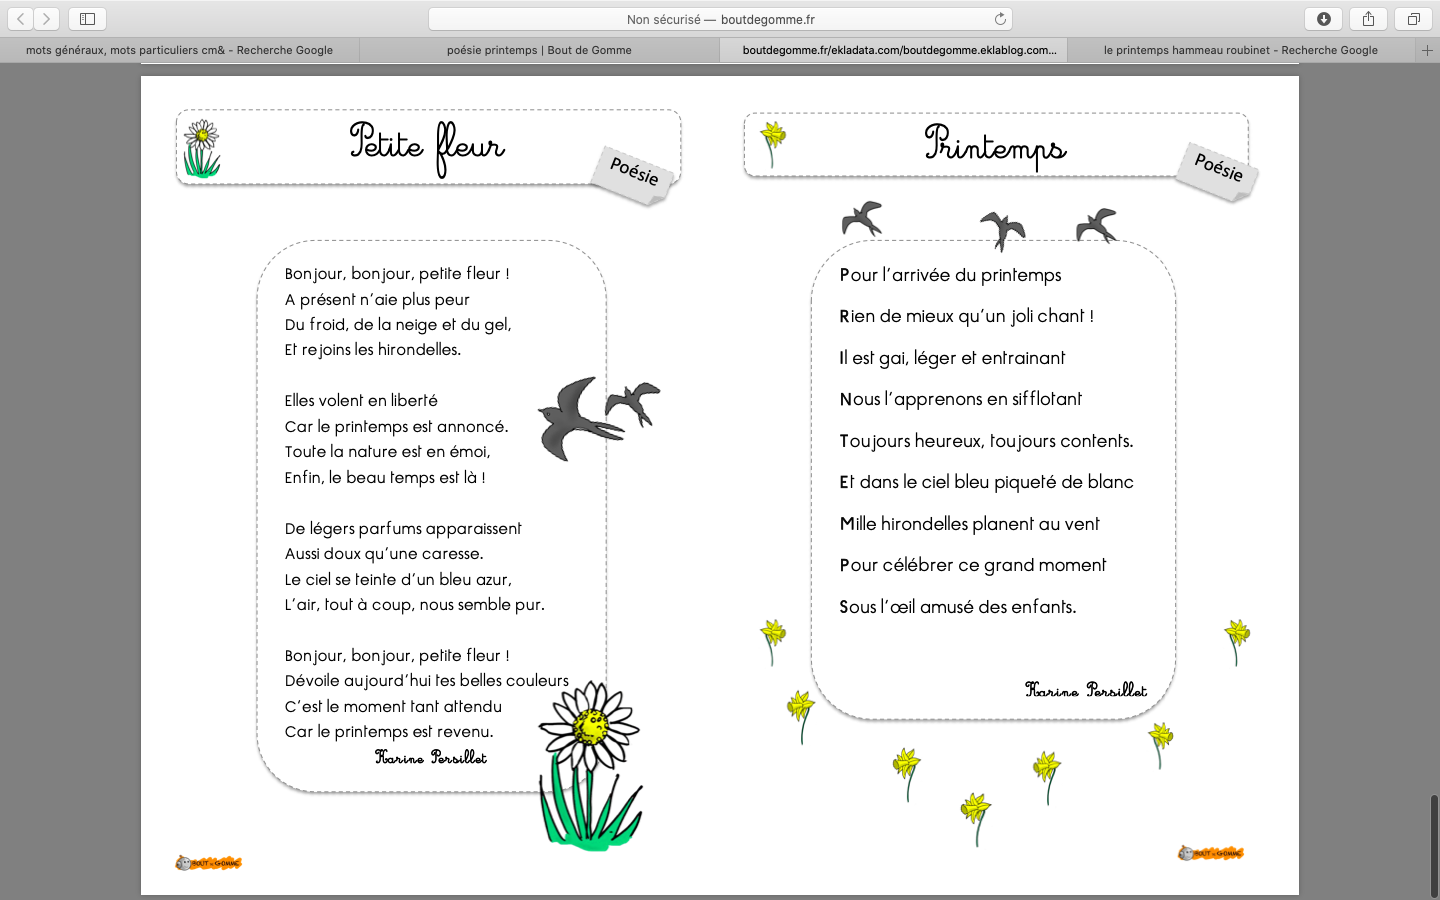 Non sécurisé — boutdegomme.fr
mots généraux, mots particuliers cm& - Recherche Google
poésie printemps | Bout de Gomme
boutdegomme.fr/ekladata.com/boutdegomme.eklablog.com...
le printemps hammeau roubinet - Recherche Google
Petite fleur
Poésie
Bonjour, bonjour, petite fleur !
A présent n'aie plus peur
Du froid, de la neige et du gel,
Et rejoins les hirondelles.
Elles volent en liberté
Car le printemps est annoncé.
Toute la nature est en émoi,
Enfin, le beau temps est là !
De légers parfums apparaissent
Aussi doux qu'une caresse.
Le ciel se teinte d'un bleu azur,
L'air, tout à coup, nous semble pur.
Bonjour, bonjour, petite fleur !
Dévoile aujourd'hui tes belles couleurs
C'est le moment tant attendu
Car le printemps est revenu.
Karine Persillet
BOUT DE GOMME
Printemps
Poésie
Pour l'arrivée du printemps
Rien de mieux qu'un joli chant !
Il est gai, léger et entrainant
Nous l'apprenons en sifflotant
Toujours heureux, toujours contents.
Et dans le ciel bleu piqueté de blanc
Mille hirondelles planent au vent
Pour célébrer ce grand moment
Sous l'œil amusé des enfants.
Karine Persillet
BOUT DE GOMME